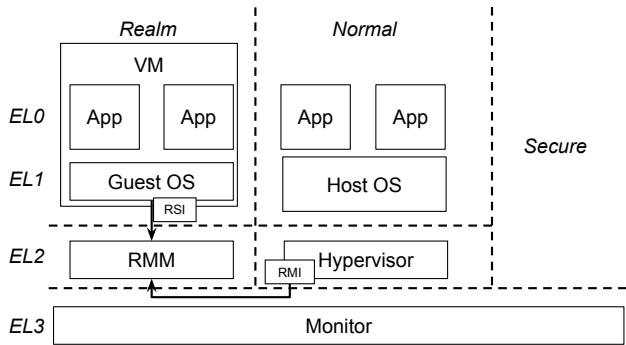 Realm Normal
VM
EL0 App App App App
Secure
EL1 Guest OS Host OS
RSI
EL2 RMM Hypervisor
RMI
EL3 Monitor